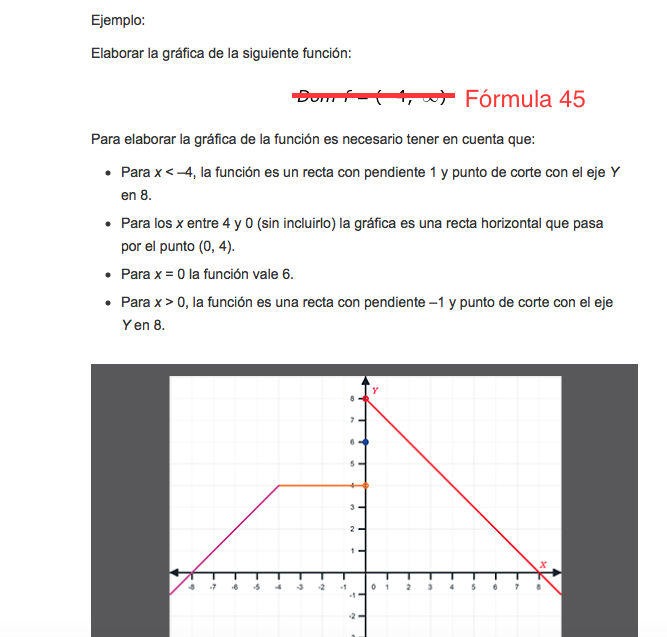 Ejemplo:
Elaborar la gráfica de la siguiente función:
Dom f = (–4, ∞) Fórmula 45
Para elaborar la gráfica de la función es necesario tener en cuenta que:
• Para x < –4, la función es un recta con pendiente 1 y punto de corte con el eje Y
en 8.
• Para los x entre 4 y 0 (sin incluirlo) la gráfica es una recta horizontal que pasa
por el punto (0, 4).
• Para x = 0 la función vale 6.
• Para x > 0, la función es una recta con pendiente –1 y punto de corte con el eje
Y en 8.
Y
8
7
6
5
4
3
2
1
X
-8 -7 -6 -5 -4 -3 -2 -1 0 1 2 3 4 5 6 7 8
-1
-2